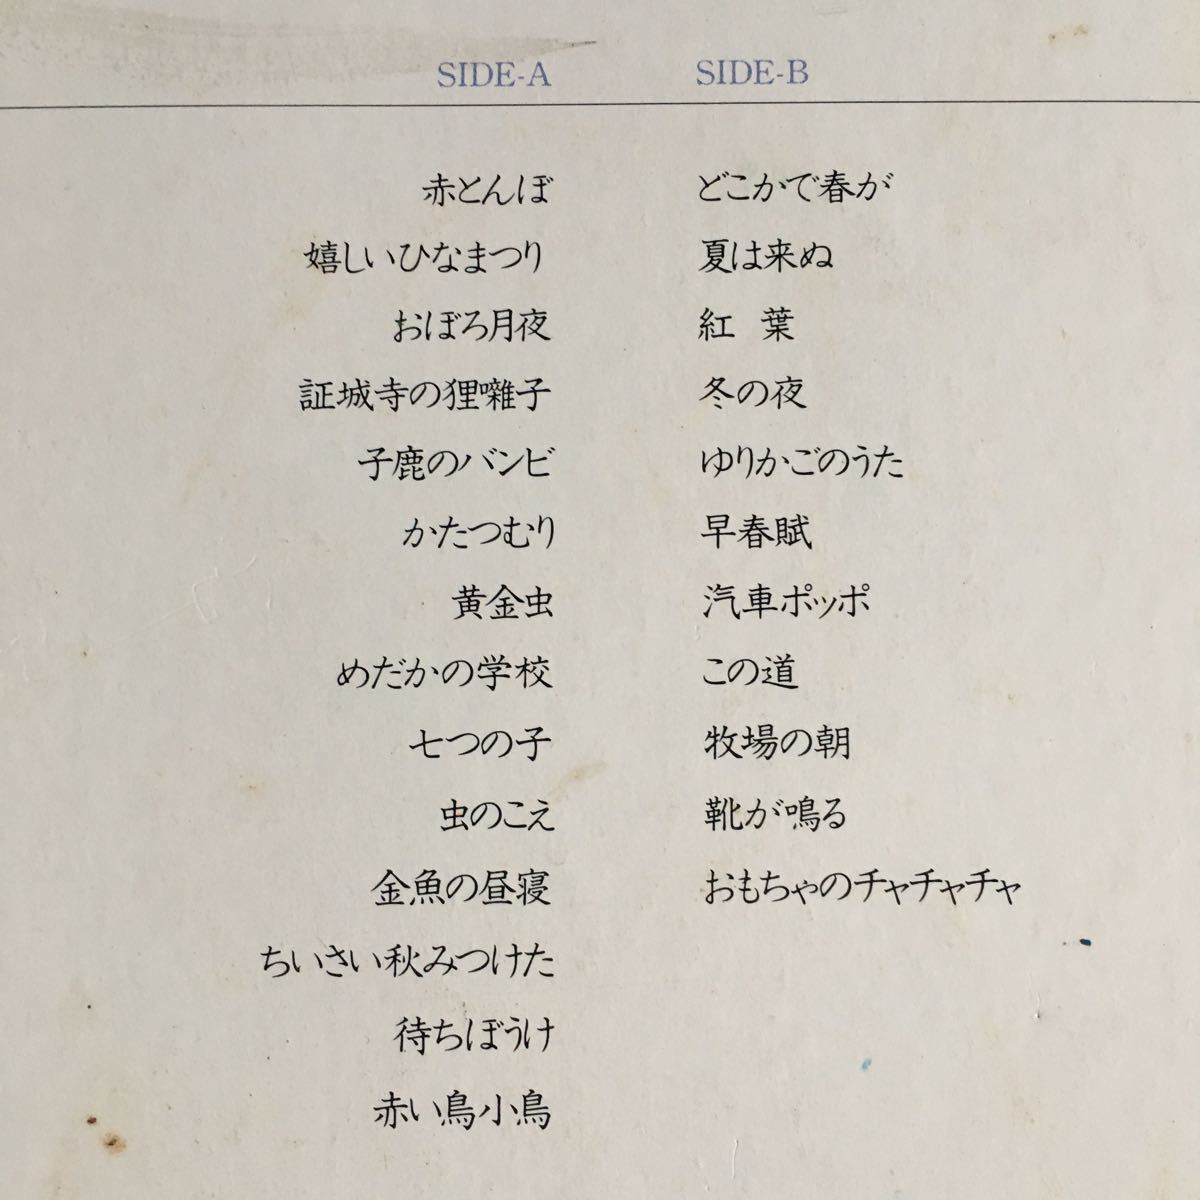 SIDE-A
赤とんぼ
嬉しいひなまつり
おぼろ月夜
証城寺の狸囃子
子鹿のバンビ
かたつむり
黄金虫
めだかの学校
七つの子
虫のこえ
金魚の昼寝
ちいさい秋みつけた
待ちぼうけ
赤い鳥小鳥
SIDE-B
どこかで春が
夏は来ぬ
紅 葉
冬の夜
ゆりかごのうた
早春賦
汽車ポッポ
この道
牧場の朝
靴が鳴る
おもちゃのチャチャチャ